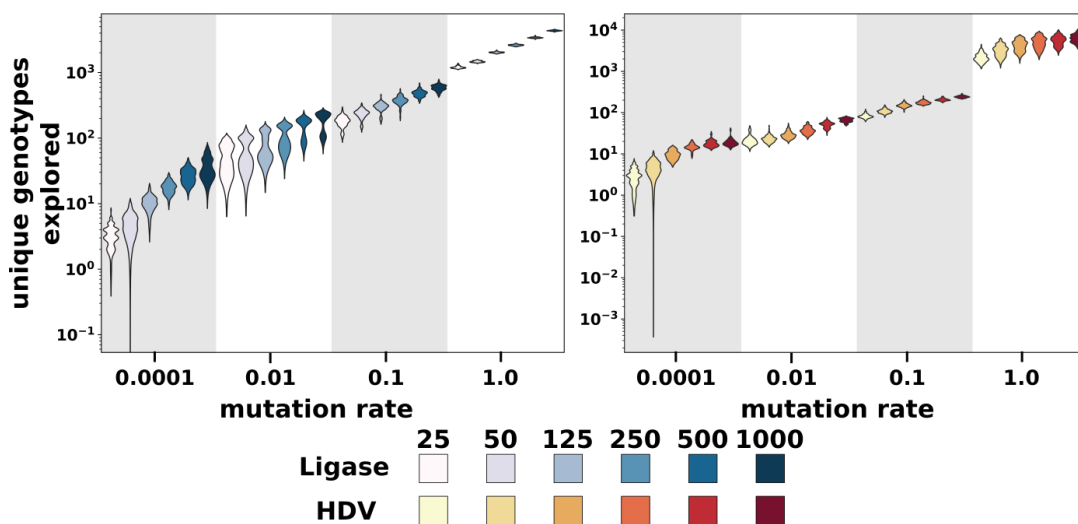 unique genotypes
explored
10³
10²
10¹
10⁰
10⁻¹
0.0001 0.01 0.1 1.0
mutation rate
10⁴
10³
10²
10¹
10⁰
10⁻¹
10⁻²
10⁻³
0.0001 0.01 0.1 1.0
mutation rate
25 50 125 250 500 1000
Ligase
HDV